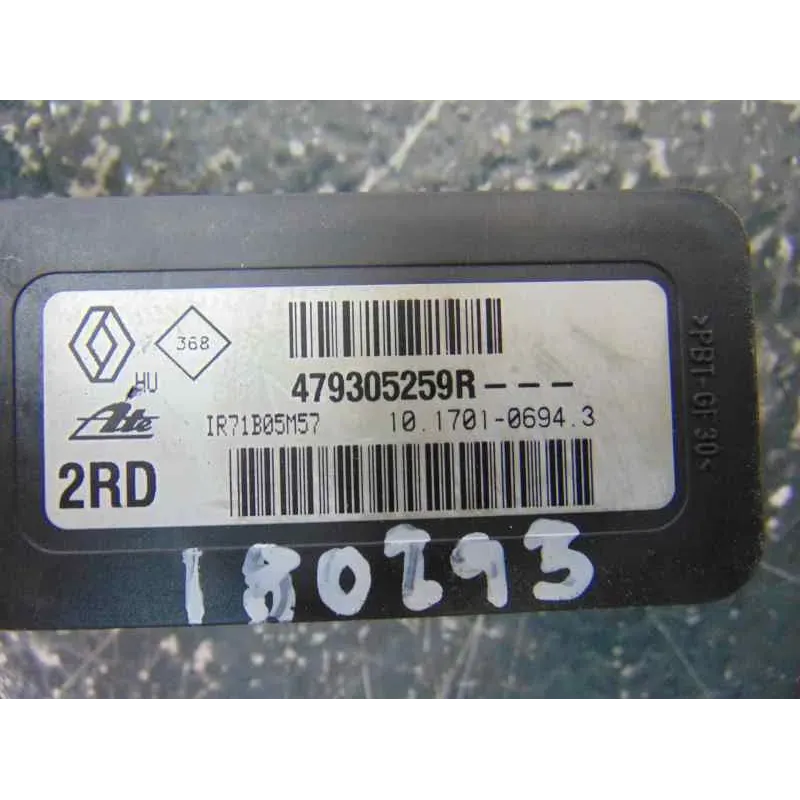 368
HU
479305259R---
Ate
IR71B05M57 10.1701-0694.3
2RD
>PBT-GF30<
180293